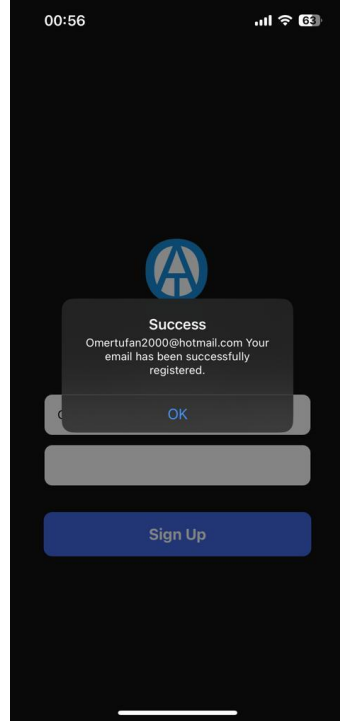 00:56
63
Success
Omertufan2000@hotmail.com Your
email has been successfully
registered.
OK
Sign Up